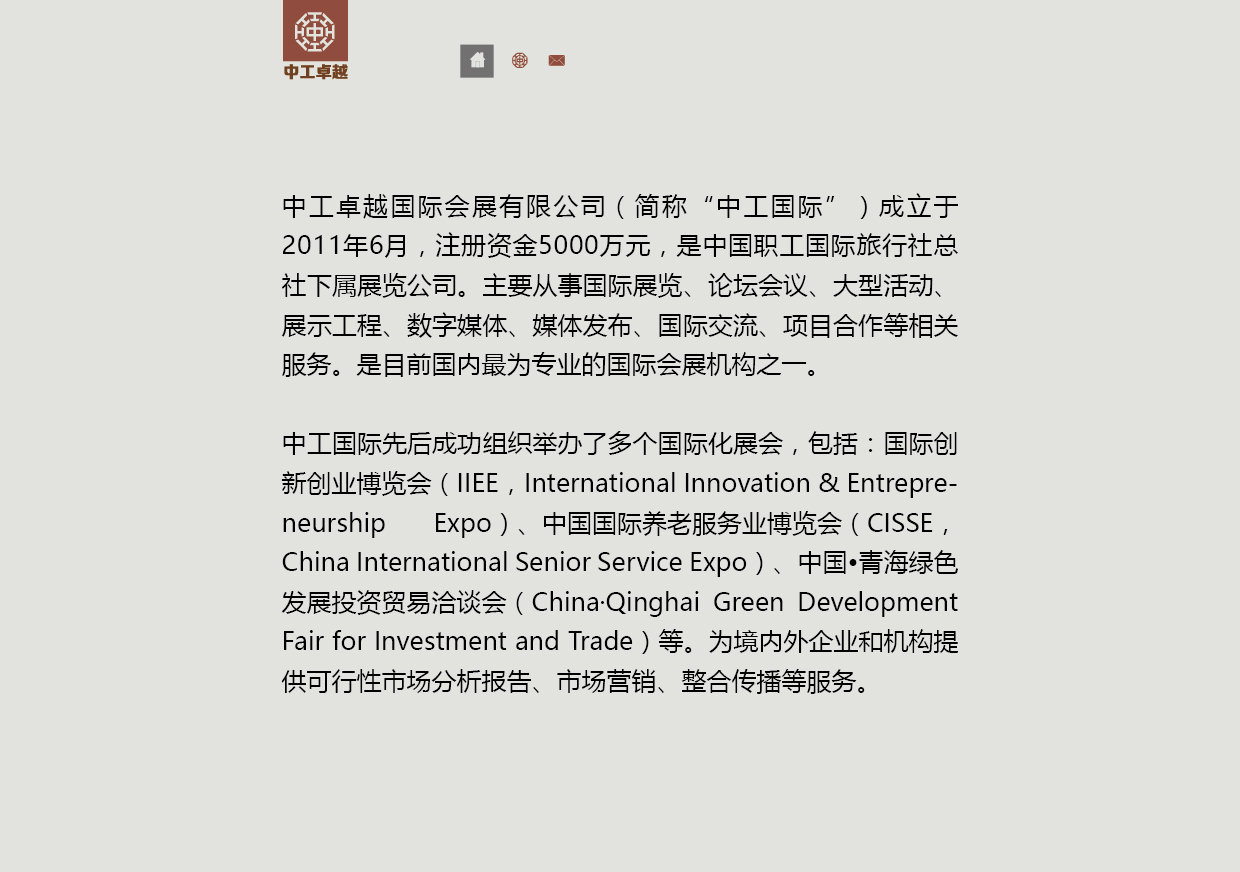 中工卓越
中工卓越国际会展有限公司（简称“中工国际”）成立于
2011年6月，注册资金5000万元，是中国职工国际旅行社总
社下属展览公司。主要从事国际展览、论坛会议、大型活动、
展示工程、数字媒体、媒体发布、国际交流、项目合作等相关
服务。是目前国内最为专业的国际会展机构之一。
中工国际先后成功组织举办了多个国际化展会，包括：国际创
新创业博览会（IIEE，International Innovation & Entrepre-
neurship Expo）、中国国际养老服务业博览会（CISSE，
China International Senior Service Expo）、中国•青海绿色
发展投资贸易洽谈会（China·Qinghai Green Development
Fair for Investment and Trade）等。为境内外企业和机构提
供可行性市场分析报告、市场营销、整合传播等服务。